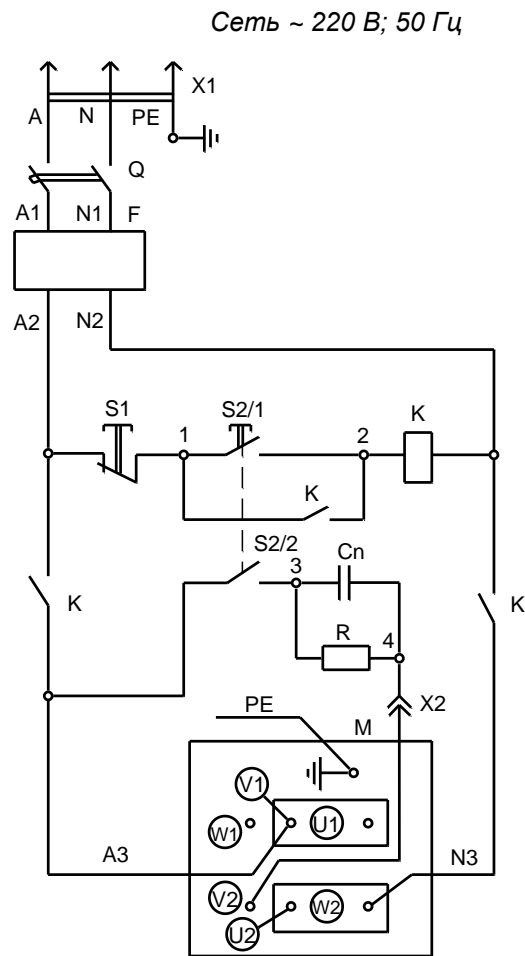 Сеть ~ 220 В; 50 Гц
X1
A N PE
Q
A1 N1 F
A2 N2
S1 S2/1 K
1 2
K
S2/2 Cn
3
K R 4 K
X2
PE M
V1
W1 U1
A3 N3
V2 W2
U2